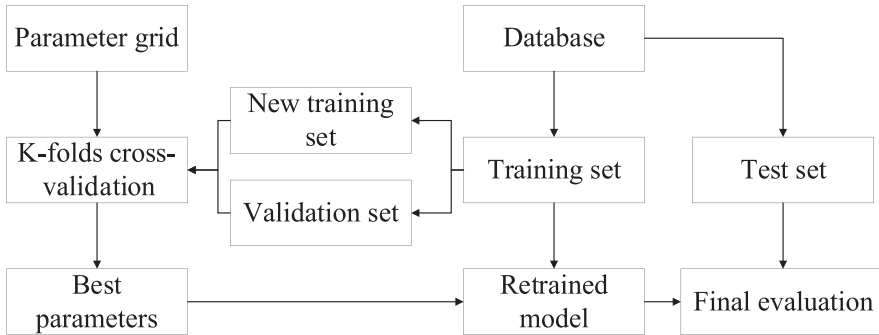 Parameter grid
Database
New training
set
K-folds cross-
validation
Training set
Test set
Validation set
Best
parameters
Retrained
model
Final evaluation